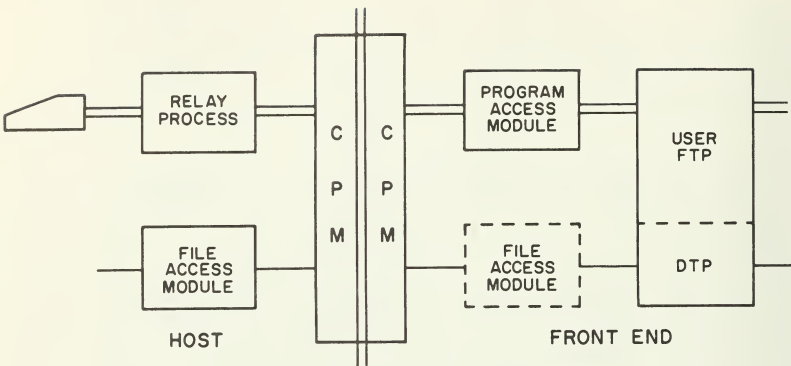 RELAY
PROCESS
C
P
M
C
P
M
PROGRAM
ACCESS
MODULE
USER
FTP
FILE
ACCESS
MODULE
FILE
ACCESS
MODULE
DTP
HOST
FRONT END